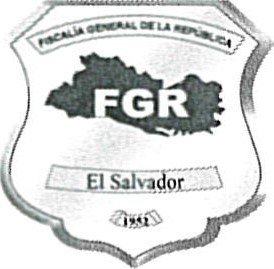 FISCALÍA GENERAL DE LA REPÚBLICA
FGR
El Salvador
1952